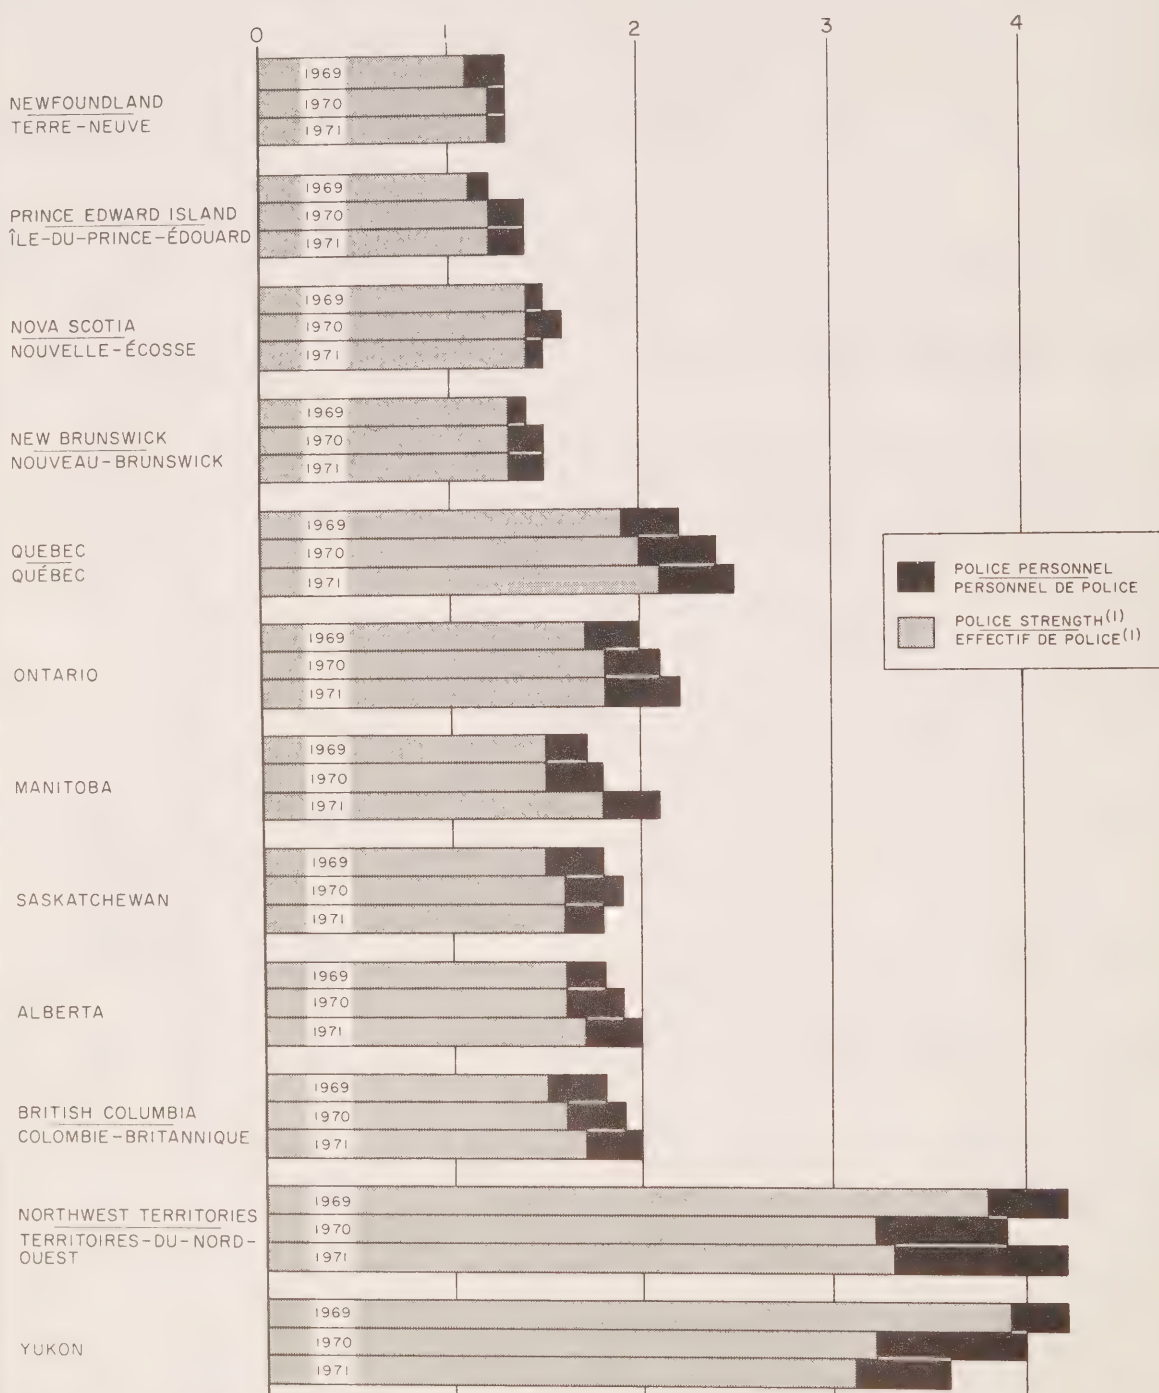 0 1 2 3 4
1969
NEWFOUNDLAND
1970
TERRE-NEUVE
1971
1969
PRINCE EDWARD ISLAND
1970
ÎLE-DU-PRINCE-ÉDOUARD
1971
1969
NOVA SCOTIA
1970
NOUVELLE-ÉCOSSE
1971
1969
NEW BRUNSWICK
1970
NOUVEAU-BRUNSWICK
1971
1969
QUEBEC
1970
QUÉBEC
1971
POLICE PERSONNEL
PERSONNEL DE POLICE
POLICE STRENGTH(1)
EFFECTIF DE POLICE(1)
1969
1970
ONTARIO
1971
1969
1970
MANITOBA
1971
1969
1970
SASKATCHEWAN
1971
1969
1970
ALBERTA
1971
1969
BRITISH COLUMBIA
1970
COLOMBIE-BRITANNIQUE
1971
1969
NORTHWEST TERRITORIES
1970
TERRITOIRES-DU-NORD-
OUEST
1971
1969
1970
YUKON
1971